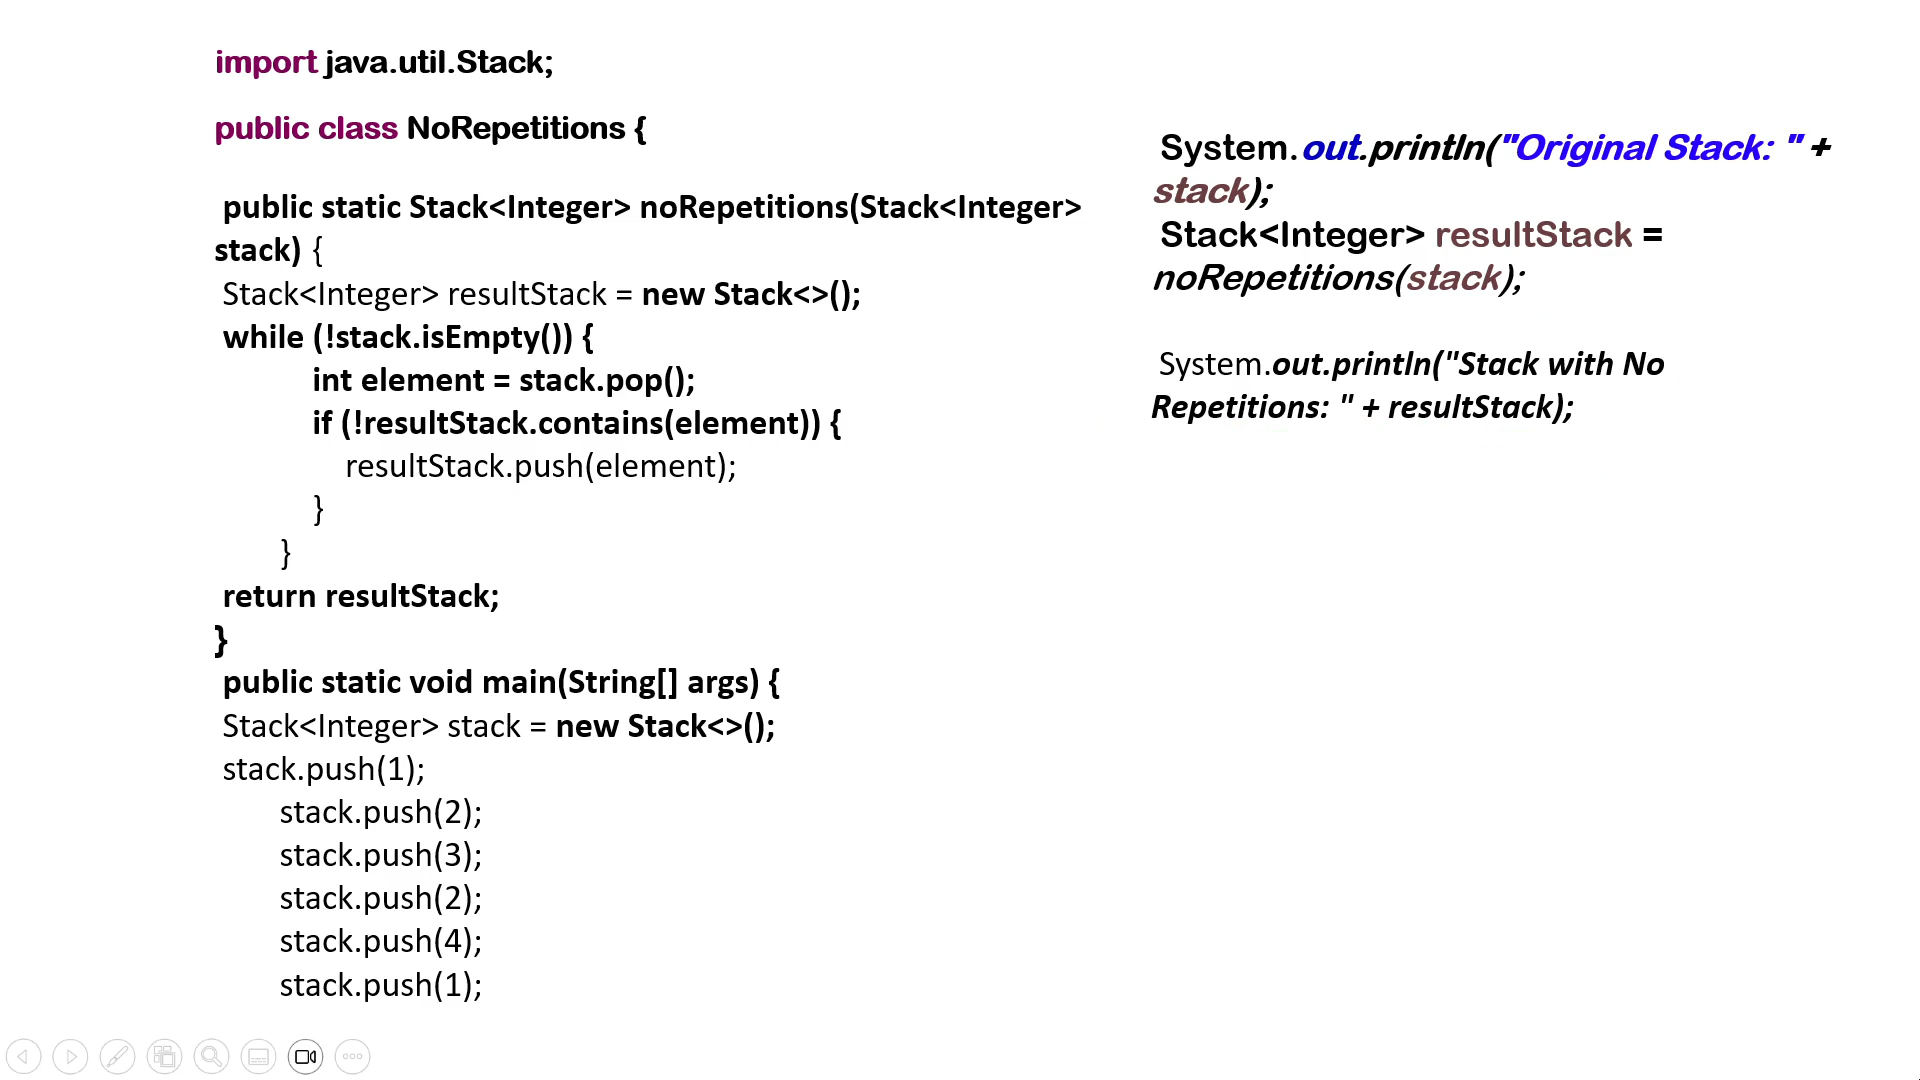 import java.util.Stack;
public class NoRepetitions {
public static Stack<Integer> noRepetitions(Stack<Integer>
stack) {
Stack<Integer> resultStack = new Stack<>();
while (!stack.isEmpty()) {
int element = stack.pop();
if (!resultStack.contains(element)) {
resultStack.push(element);
}
}
return resultStack;
}
public static void main(String[] args) {
Stack<Integer> stack = new Stack<>();
stack.push(1);
stack.push(2);
stack.push(3);
stack.push(2);
stack.push(4);
stack.push(1);
System.out.println("Original Stack: " +
stack);
Stack<Integer> resultStack =
noRepetitions(stack);
System.out.println("Stack with No
Repetitions: " + resultStack);